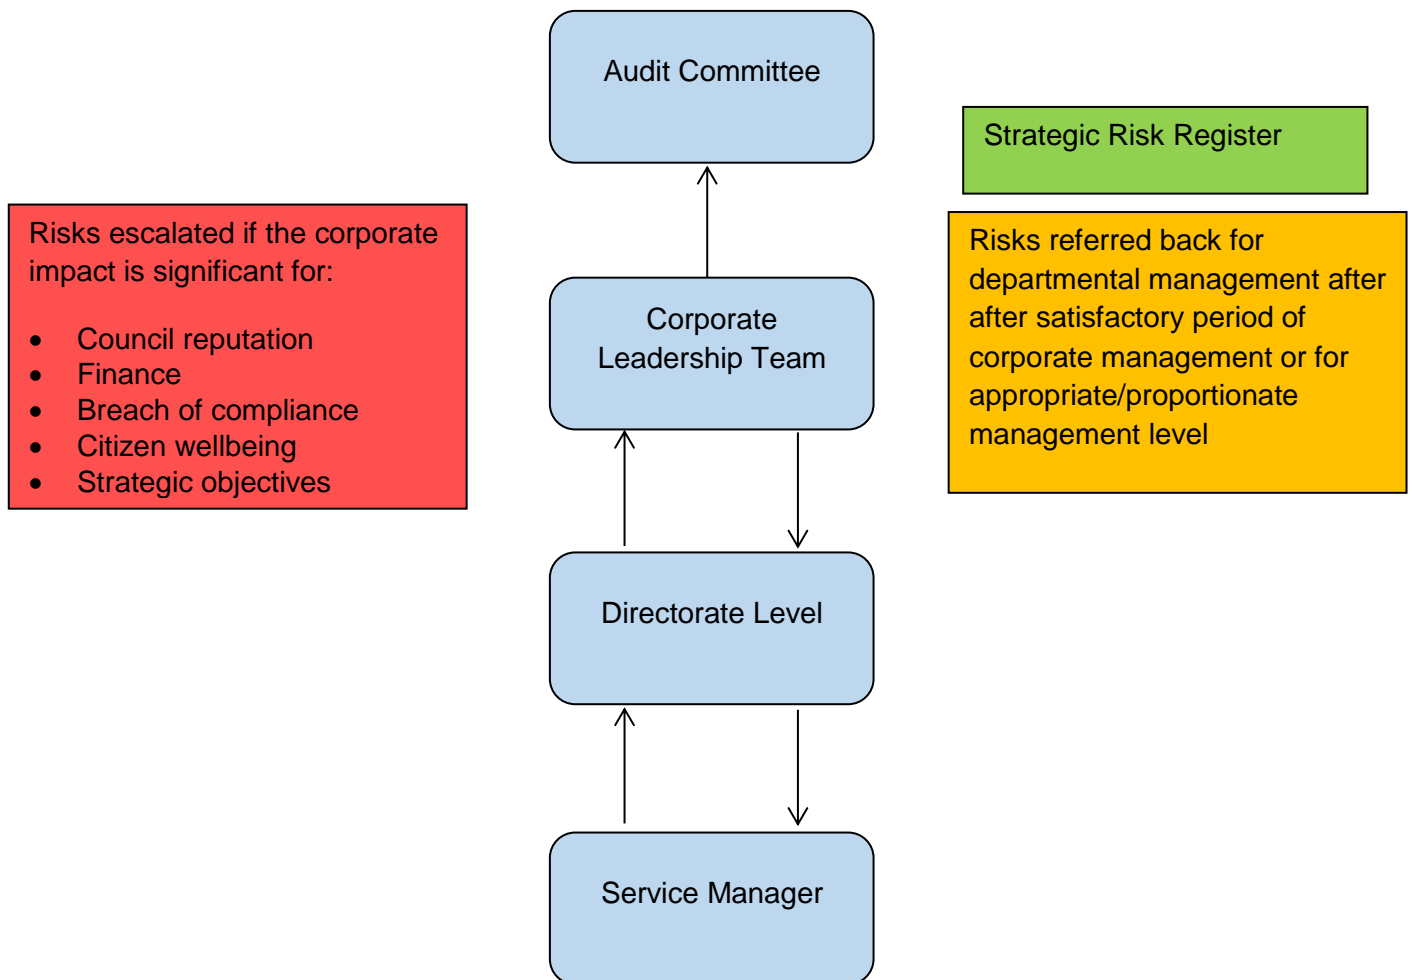 Audit Committee
Strategic Risk Register
Risks escalated if the corporate
impact is significant for:
• Council reputation
• Finance
• Breach of compliance
• Citizen wellbeing
• Strategic objectives
Risks referred back for
departmental management after
after satisfactory period of
corporate management or for
appropriate/proportionate
management level
Corporate
Leadership Team
Directorate Level
Service Manager